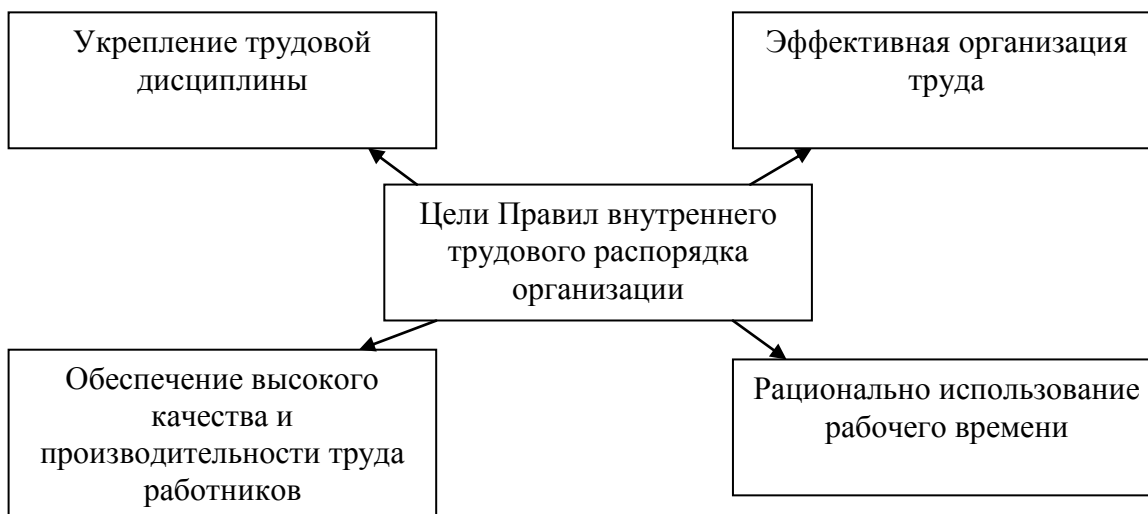 Укрепление трудовой
дисциплины
Эффективная организация
труда
Цели Правил внутреннего
трудового распорядка
организации
Обеспечение высокого
качества и
производительности труда
работников
Рационально использование
рабочего времени